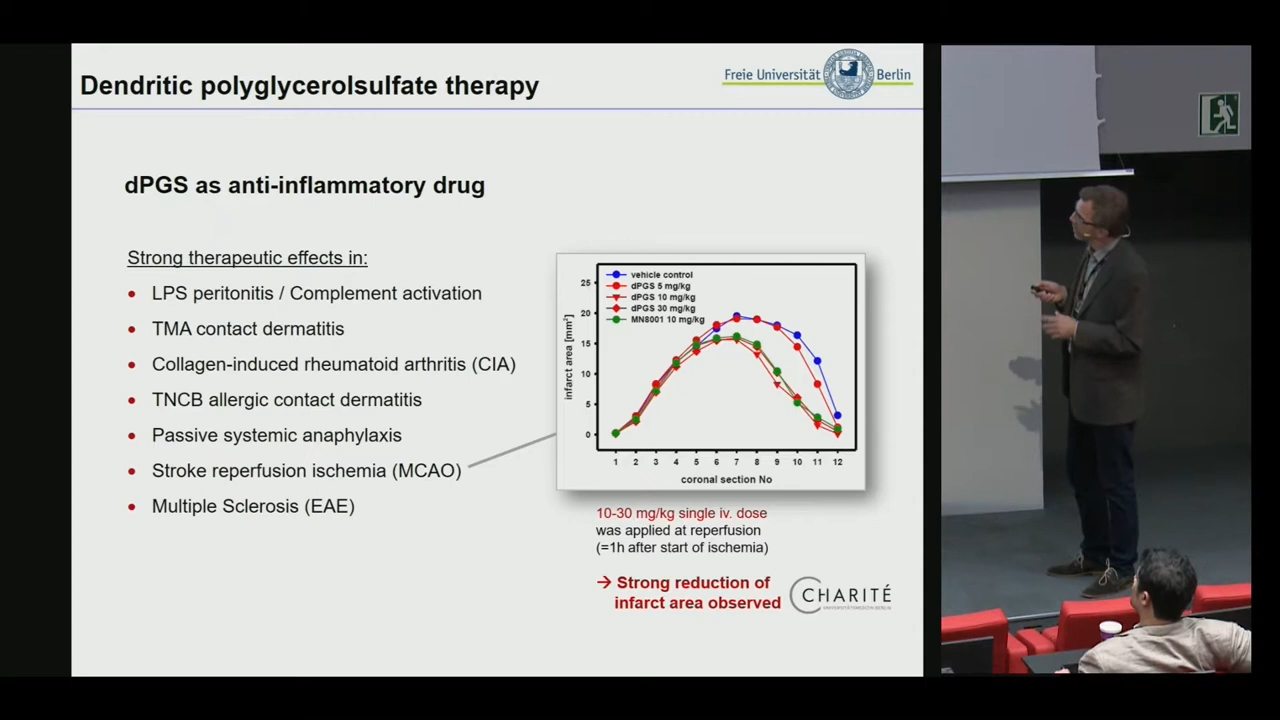 Dendritic polyglycerolsulfate therapy
Freie Universität Berlin
dPGS as anti-inflammatory drug
Strong therapeutic effects in:
• LPS peritonitis / Complement activation
• TMA contact dermatitis
• Collagen-induced rheumatoid arthritis (CIA)
• TNCB allergic contact dermatitis
• Passive systemic anaphylaxis
• Stroke reperfusion ischemia (MCAO)
• Multiple Sclerosis (EAE)
vehicle control
dPGS 5 mg/kg
dPGS 10 mg/kg
dPGS 30 mg/kg
MN8001 10 mg/kg
infarct area [mm²]
25
20
15
10
5
0
1 2 3 4 5 6 7 8 9 10 11 12
coronal section No
10-30 mg/kg single iv. dose
was applied at reperfusion
(=1h after start of ischemia)
→ Strong reduction of
infarct area observed
CHARITÉ
UNIVERSITÄTSMEDIZIN BERLIN